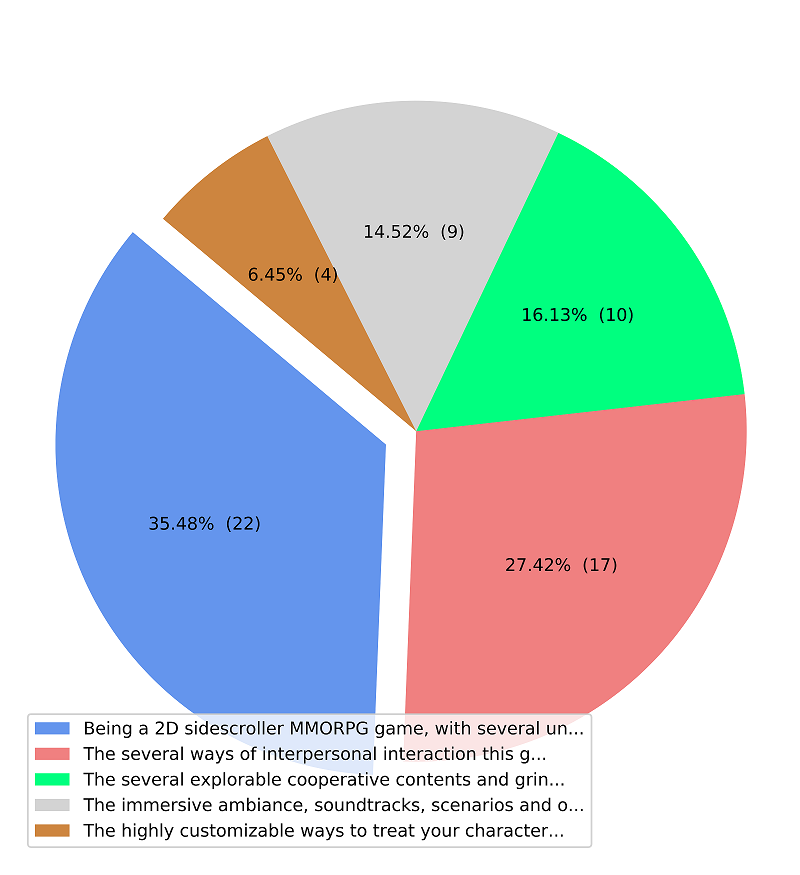 14.52%  (9)
6.45%  (4)
16.13%  (10)
35.48%  (22)
27.42%  (17)
Being a 2D sidescroller MMORPG game, with several un...
The several ways of interpersonal interaction this g...
The several explorable cooperative contents and grin...
The immersive ambiance, soundtracks, scenarios and o...
The highly customizable ways to treat your character...